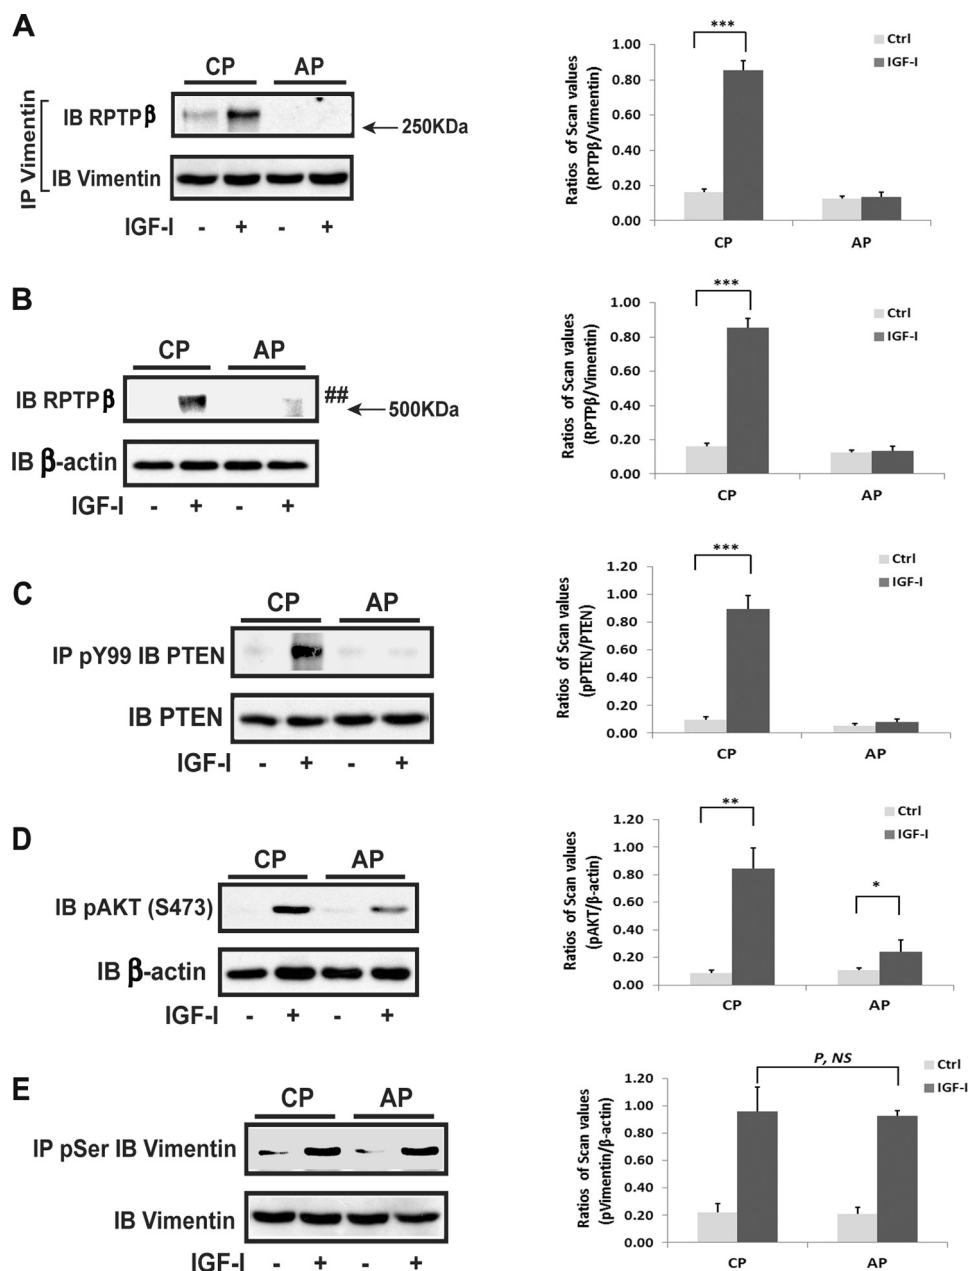 A
CP AP
IP Vimentin
IB RPTPβ
250KDa
IB Vimentin
IGF-I - + - +
Ratios of Scan values
(RPTPβ/Vimentin)
1.00
0.80
0.60
0.40
0.20
0.00
***
CP AP
Ctrl
IGF-I
B
CP AP
IB RPTPβ
##
500KDa
IB β-actin
IGF-I - + - +
Ratios of Scan values
(RPTPβ/Vimentin)
1.00
0.80
0.60
0.40
0.20
0.00
***
CP AP
Ctrl
IGF-I
C
CP AP
IP pY99 IB PTEN
IB PTEN
IGF-I - + - +
Ratios of Scan values
(pPTEN/PTEN)
1.20
1.00
0.80
0.60
0.40
0.20
0.00
***
CP AP
Ctrl
IGF-I
D
CP AP
IB pAKT (S473)
IB β-actin
IGF-I - + - +
Ratios of Scan values
(pAKT/β-actin)
1.20
1.00
0.80
0.60
0.40
0.20
0.00
**
*
CP AP
Ctrl
IGF-I
E
CP AP
IP pSer IB Vimentin
IB Vimentin
IGF-I - + - +
Ratios of Scan values
(pVimentin/β-actin)
1.20
1.00
0.80
0.60
0.40
0.20
0.00
P, NS
CP AP
Ctrl
IGF-I